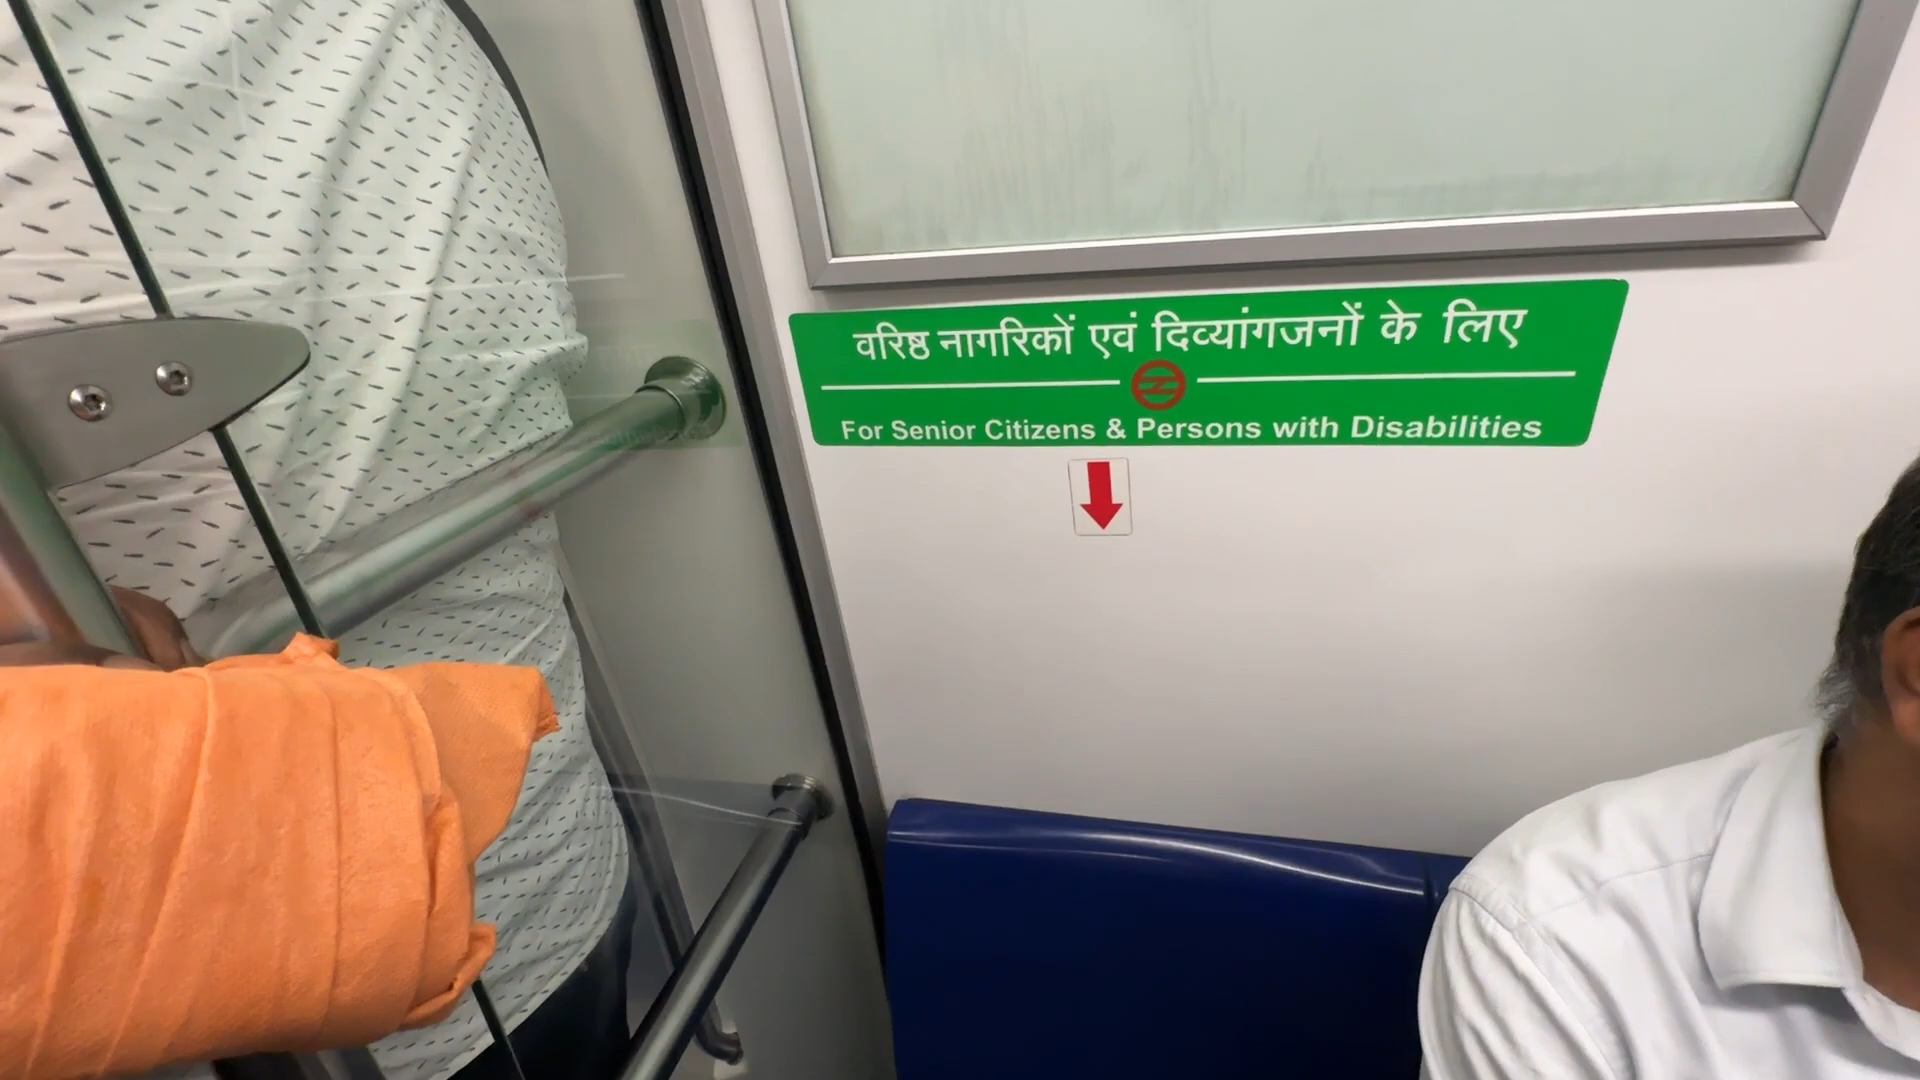 वरिष्ठ नागरिकों एवं दिव्यांगजनों के लिए
For Senior Citizens & Persons with Disabilities